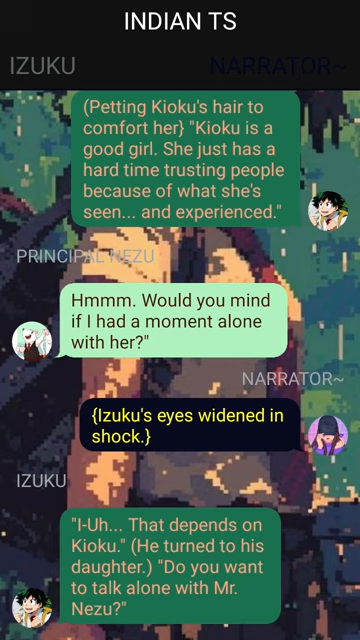 INDIAN TS
IZUKU
NARRATOR~
(Petting Kioku's hair to
comfort her} "Kioku is a
good girl. She just has a
hard time trusting people
because of what she's
seen... and experienced."
PRINCIPAL NEZU
Hmmm. Would you mind
if I had a moment alone
with her?"
NARRATOR~
{Izuku's eyes widened in
shock.}
IZUKU
"I-Uh... That depends on
Kioku." (He turned to his
daughter.) "Do you want
to talk alone with Mr.
Nezu?"